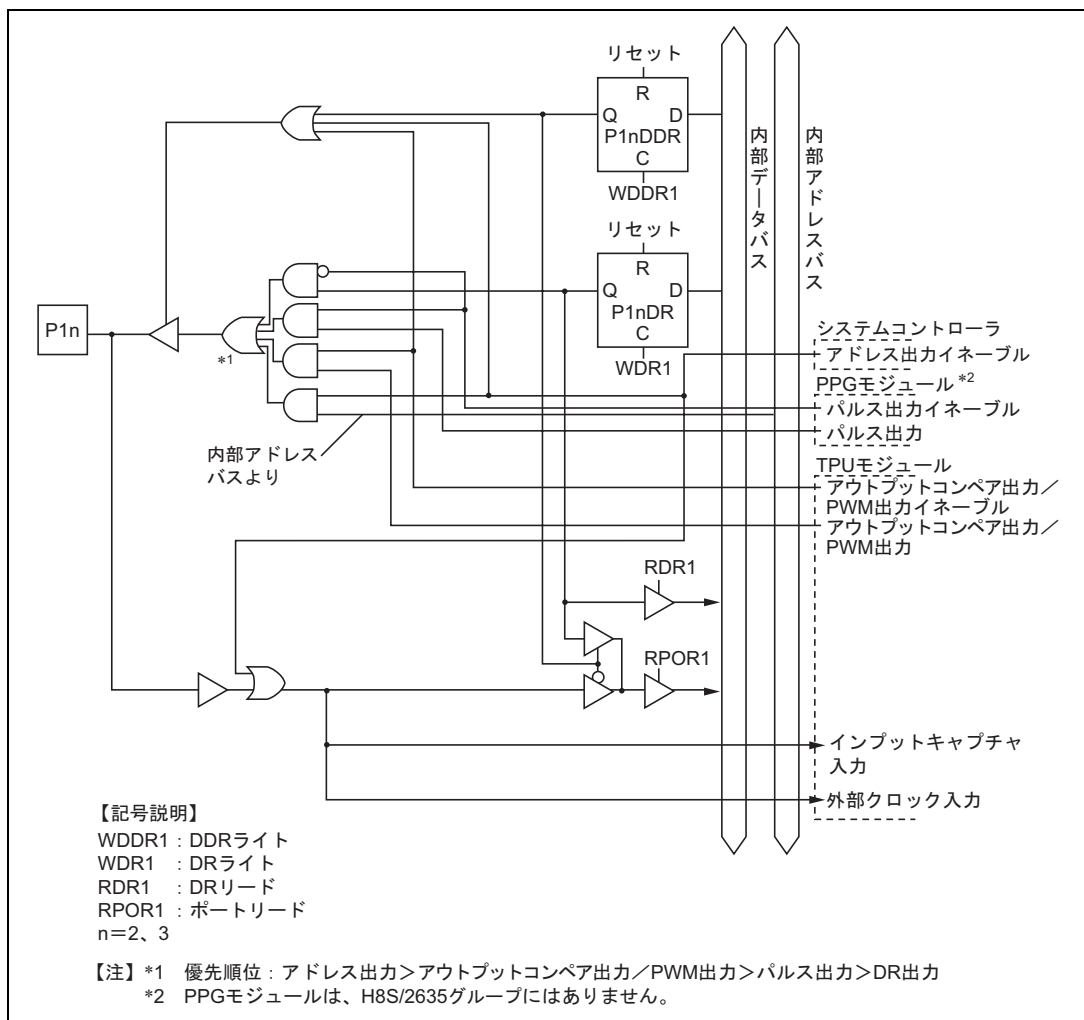 リセット
R
Q
D
P1nDDR
C
WDDR1
リセット
R
Q
D
P1nDR
C
WDR1
内部データバス
内部アドレスバス
P1n
*1
内部アドレス
バスより
システムコントローラ
アドレス出力イネーブル
PPGモジュール*2
パルス出力イネーブル
パルス出力
TPUモジュール
アウトプットコンペア出力／
PWM出力イネーブル
アウトプットコンペア出力／
PWM出力
RDR1
RPOR1
インプットキャプチャ
入力
外部クロック入力
【記号説明】
WDDR1：DDRライト
WDR1 ：DRライト
RDR1 ：DRリード
RPOR1：ポートリード
n＝2、3
【注】*1 優先順位：アドレス出力＞アウトプットコンペア出力／PWM出力＞パルス出力＞DR出力
*2 PPGモジュールは、H8S/2635グループにはありません。